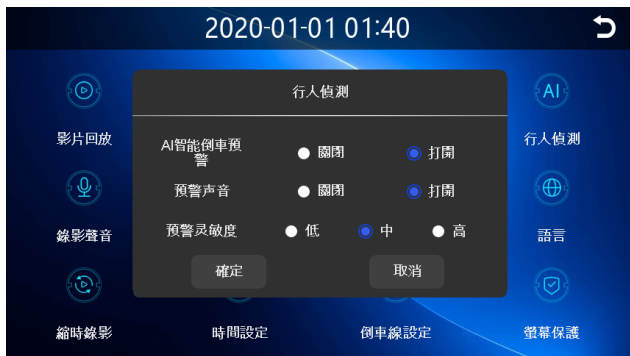 2020-01-01 01:40
行人偵測
AI
影片回放
AI智能倒車預
警
關閉
打開
行人偵測
預警声音
關閉
打開
錄影聲音
預警灵敏度
低
中
高
語言
確定
取消
縮時錄影
時間設定
倒車線設定
螢幕保護